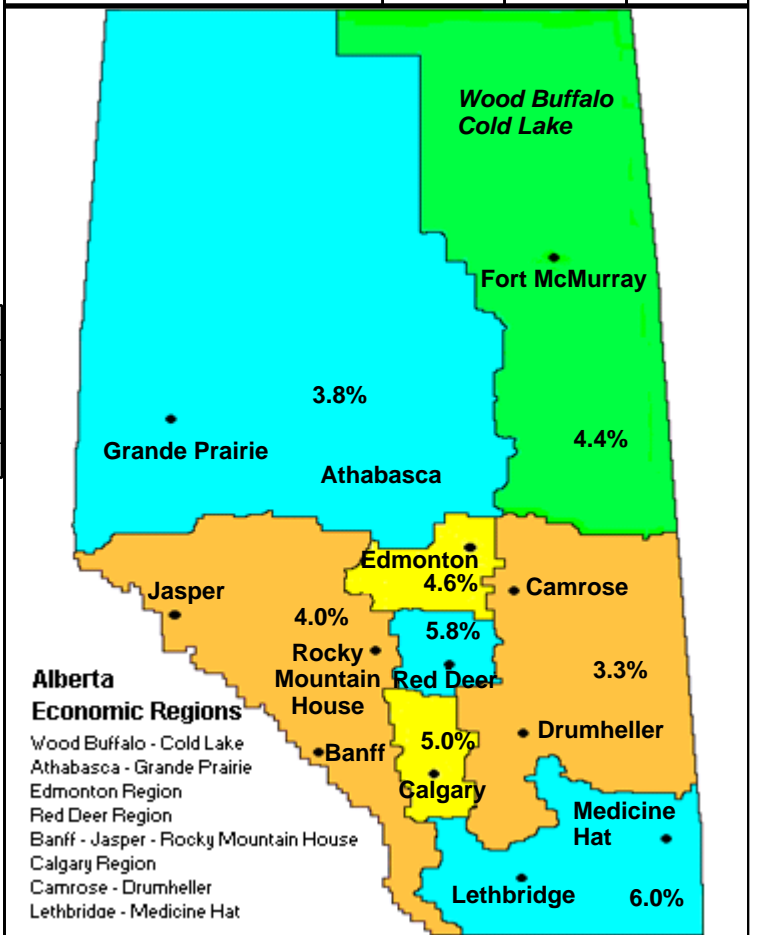 Wood Buffalo
Cold Lake
Fort McMurray
3.8%
4.4%
Grande Prairie
Athabasca
Edmonton
4.6%
Camrose
Jasper
4.0%
5.8%
Rocky
Mountain
House
Red Deer
3.3%
Drumheller
5.0%
Banff
Calgary
Medicine
Hat
Lethbridge
6.0%
Alberta
Economic Regions
Wood Buffalo - Cold Lake
Athabasca - Grande Prairie
Edmonton Region
Red Deer Region
Banff - Jasper - Rocky Mountain House
Calgary Region
Camrose - Drumheller
Lethbridge - Medicine Hat